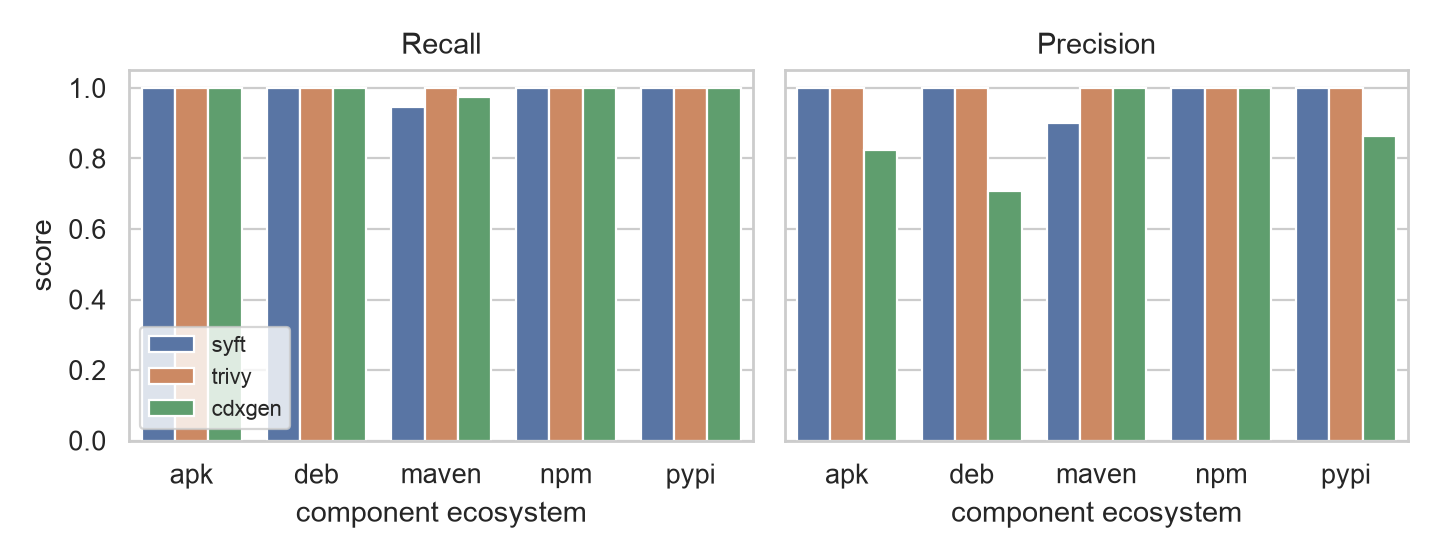 Recall
Precision
score
1.0
0.8
0.6
0.4
0.2
0.0
syft
trivy
cdxgen
apk deb maven npm pypi
component ecosystem
apk deb maven npm pypi
component ecosystem